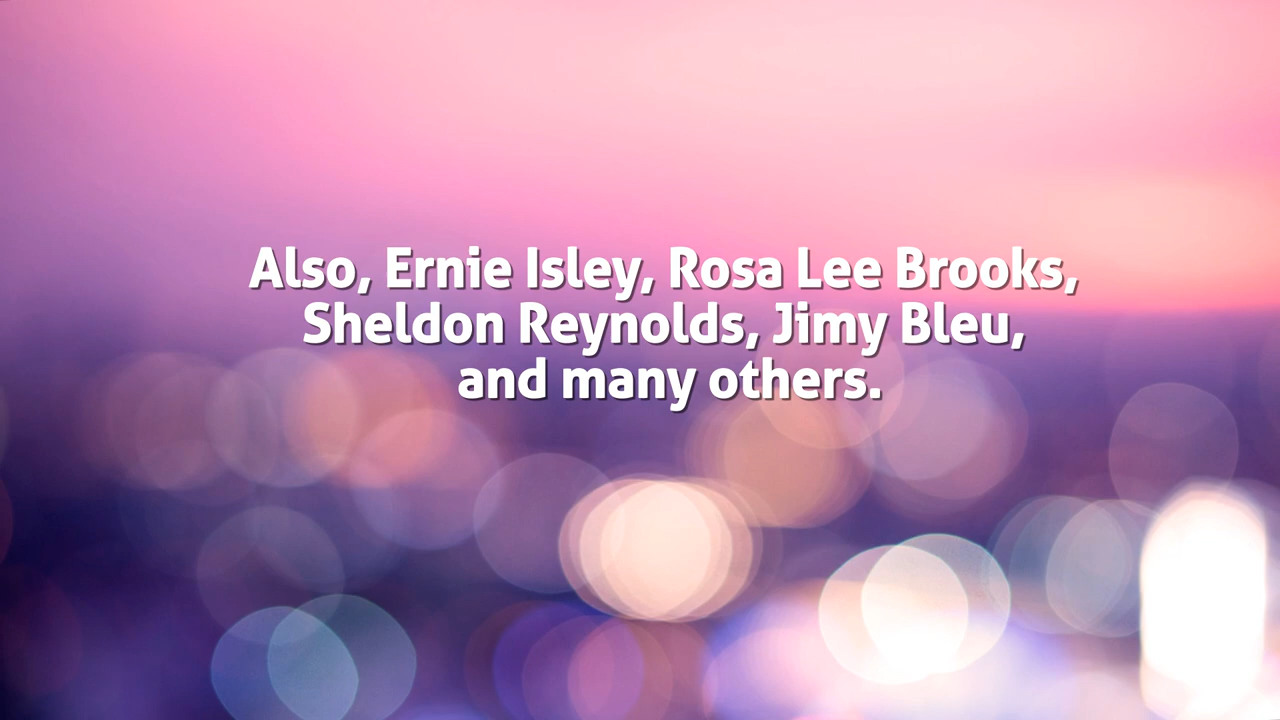 Also, Ernie Isley, Rosa Lee Brooks,
Sheldon Reynolds, Jimy Bleu,
and many others.